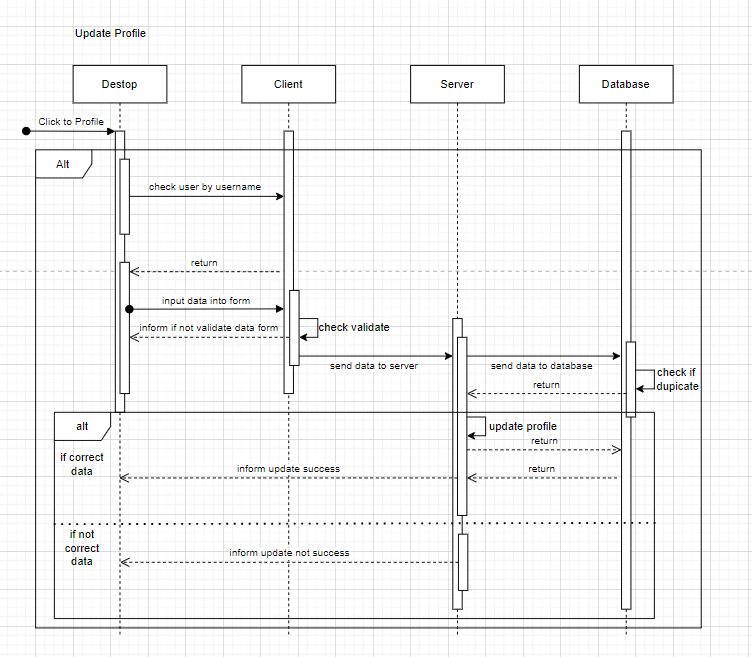 Update Profile
Destop
Client
Server
Database
Click to Profile
Alt
check user by username
return
input data into form
inform if not validate data form
check validate
send data to server
send data to database
check if
dupicate
return
alt
update profile
return
if correct
data
inform update success
return
if not
correct
data
inform update not success